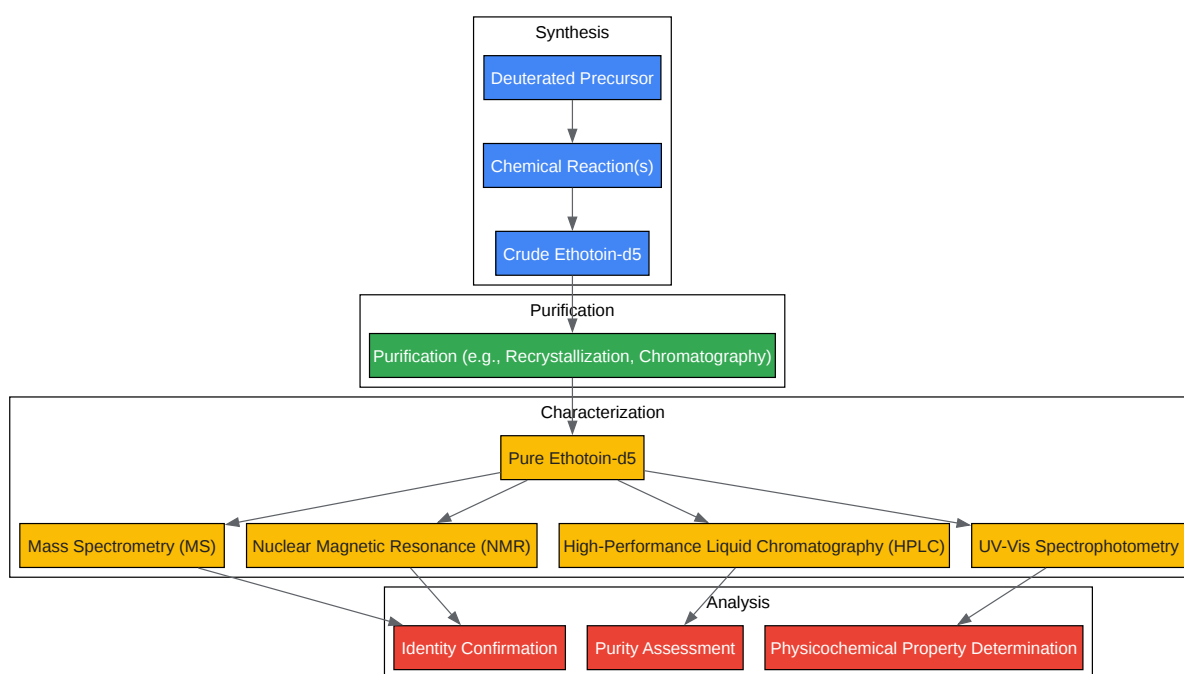 Synthesis
Deuterated Precursor
Chemical Reaction(s)
Crude Ethotoin-d5
Purification
Purification (e.g., Recrystallization, Chromatography)
Characterization
Pure Ethotoin-d5
Mass Spectrometry (MS)
Nuclear Magnetic Resonance (NMR)
High-Performance Liquid Chromatography (HPLC)
UV-Vis Spectrophotometry
Analysis
Identity Confirmation
Purity Assessment
Physicochemical Property Determination